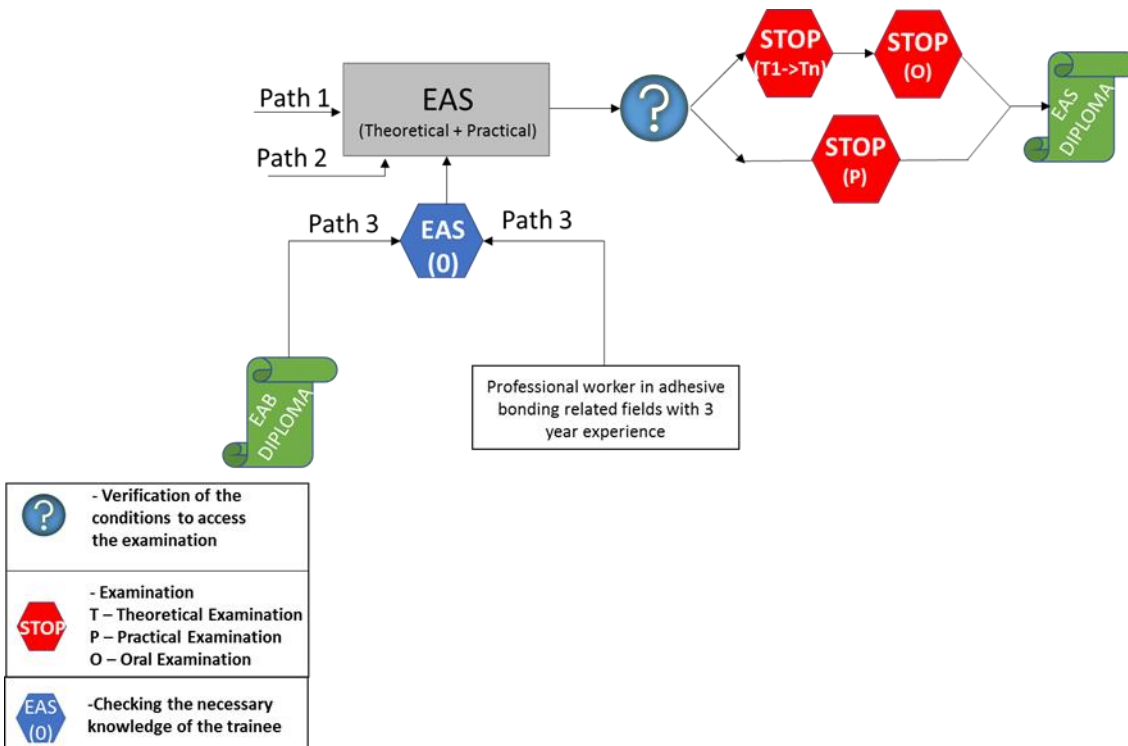 STOP
(T1->Tn)
STOP
(O)
EAS
DIPLOMA
Path 1
EAS
(Theoretical + Practical)
?
STOP
(P)
Path 2
Path 3
EAS
(0)
Path 3
EAB
DIPLOMA
Professional worker in adhesive
bonding related fields with 3
year experience
?
- Verification of the
conditions to access
the examination
STOP
- Examination
T – Theoretical Examination
P – Practical Examination
O – Oral Examination
EAS
(0)
-Checking the necessary
knowledge of the trainee